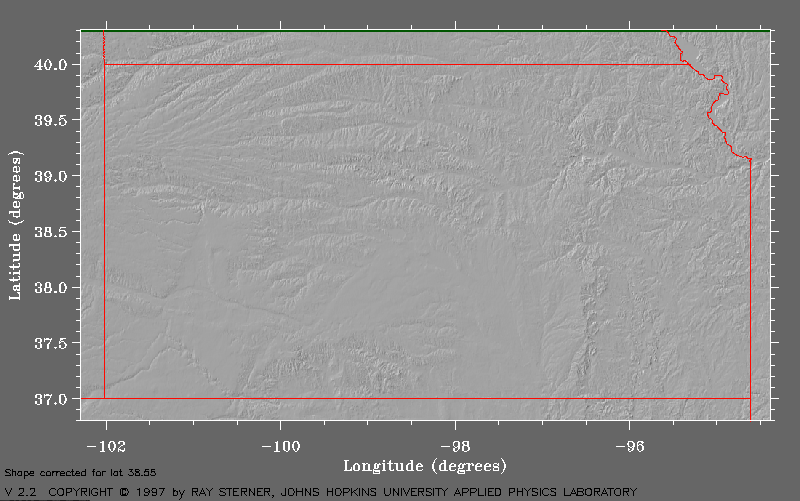 40.0
39.5
39.0
38.5
38.0
37.5
37.0
Latitude (degrees)
-102 -100 -98 -96
Longitude (degrees)
Shape corrected for lat 38.55
V 2.2 COPYRIGHT © 1997 by RAY STERNER, JOHNS HOPKINS UNIVERSITY APPLIED PHYSICS LABORATORY